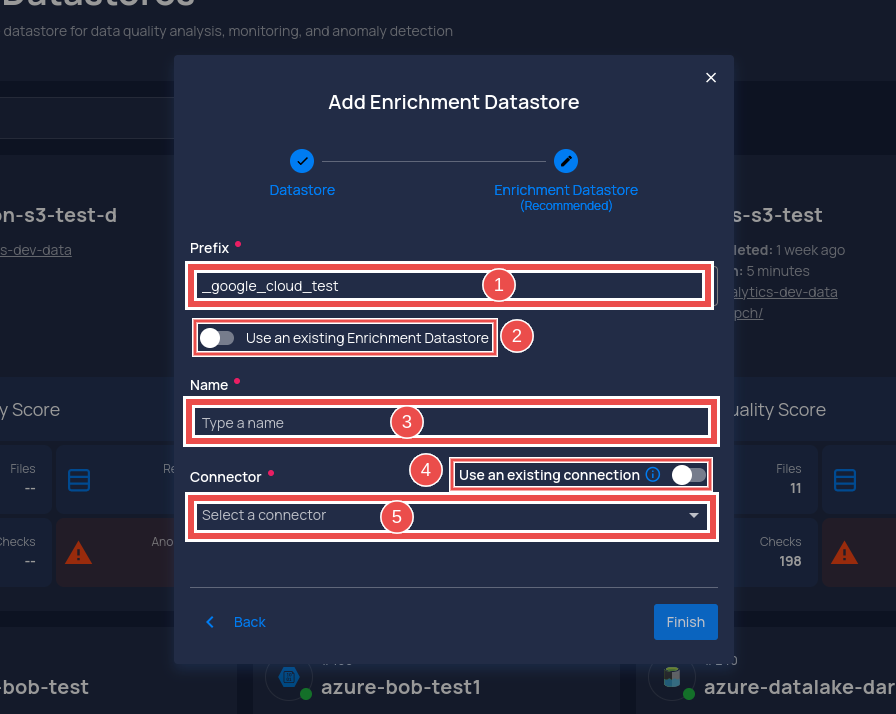 Datastores
datastore for data quality analysis, monitoring, and anomaly detection
Add Enrichment Datastore
Datastore
Enrichment Datastore
(Recommended)
on-s3-test-d
s-dev-data
s-s3-test
leted: 1 week ago
n: 5 minutes
alytics-dev-data
pch/
Prefix
_google_cloud_test
1
Use an existing Enrichment Datastore
2
Name
Type a name
3
y Score
uality Score
Connector
4
Use an existing connection
Select a connector
5
Files
--
Re
Files
11
Checks
--
Ano
Checks
198
Back
Finish
-bob-test
azure-bob-test1
azure-datalake-dar